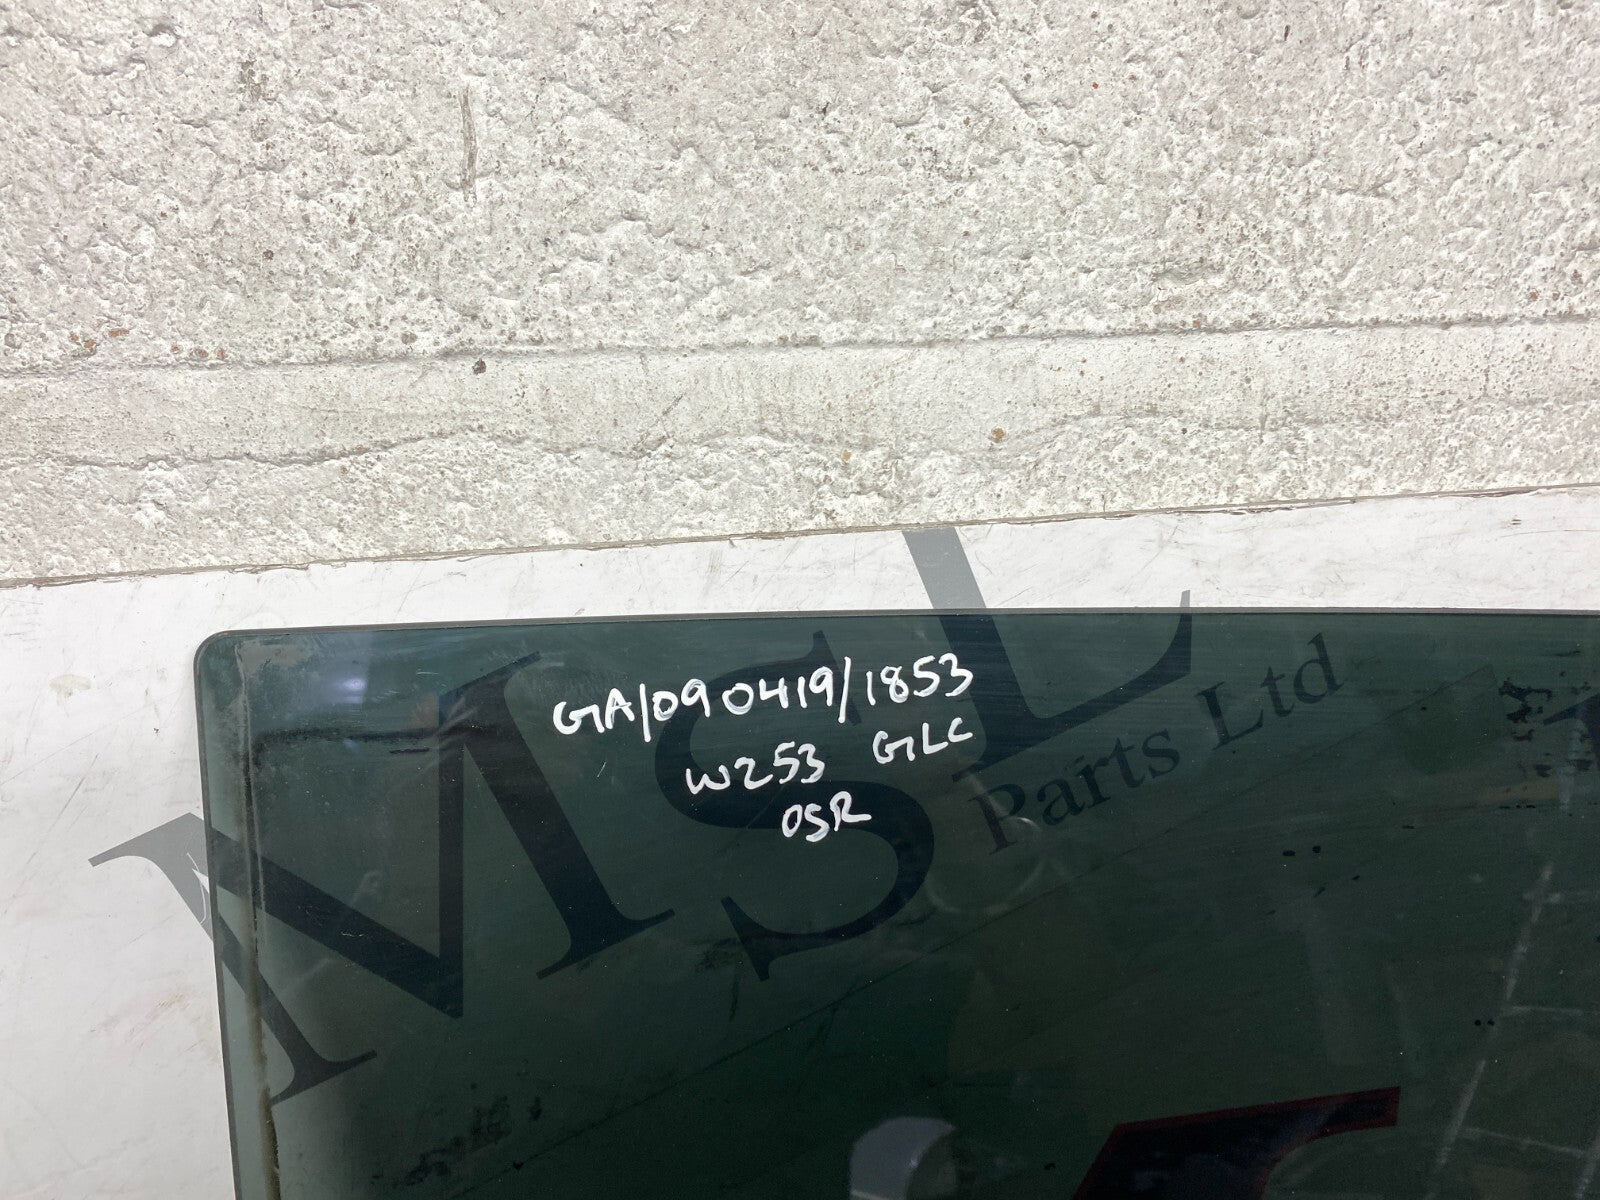 GA/090419/1853
W253 GLC
OSR
MSL
Parts Ltd